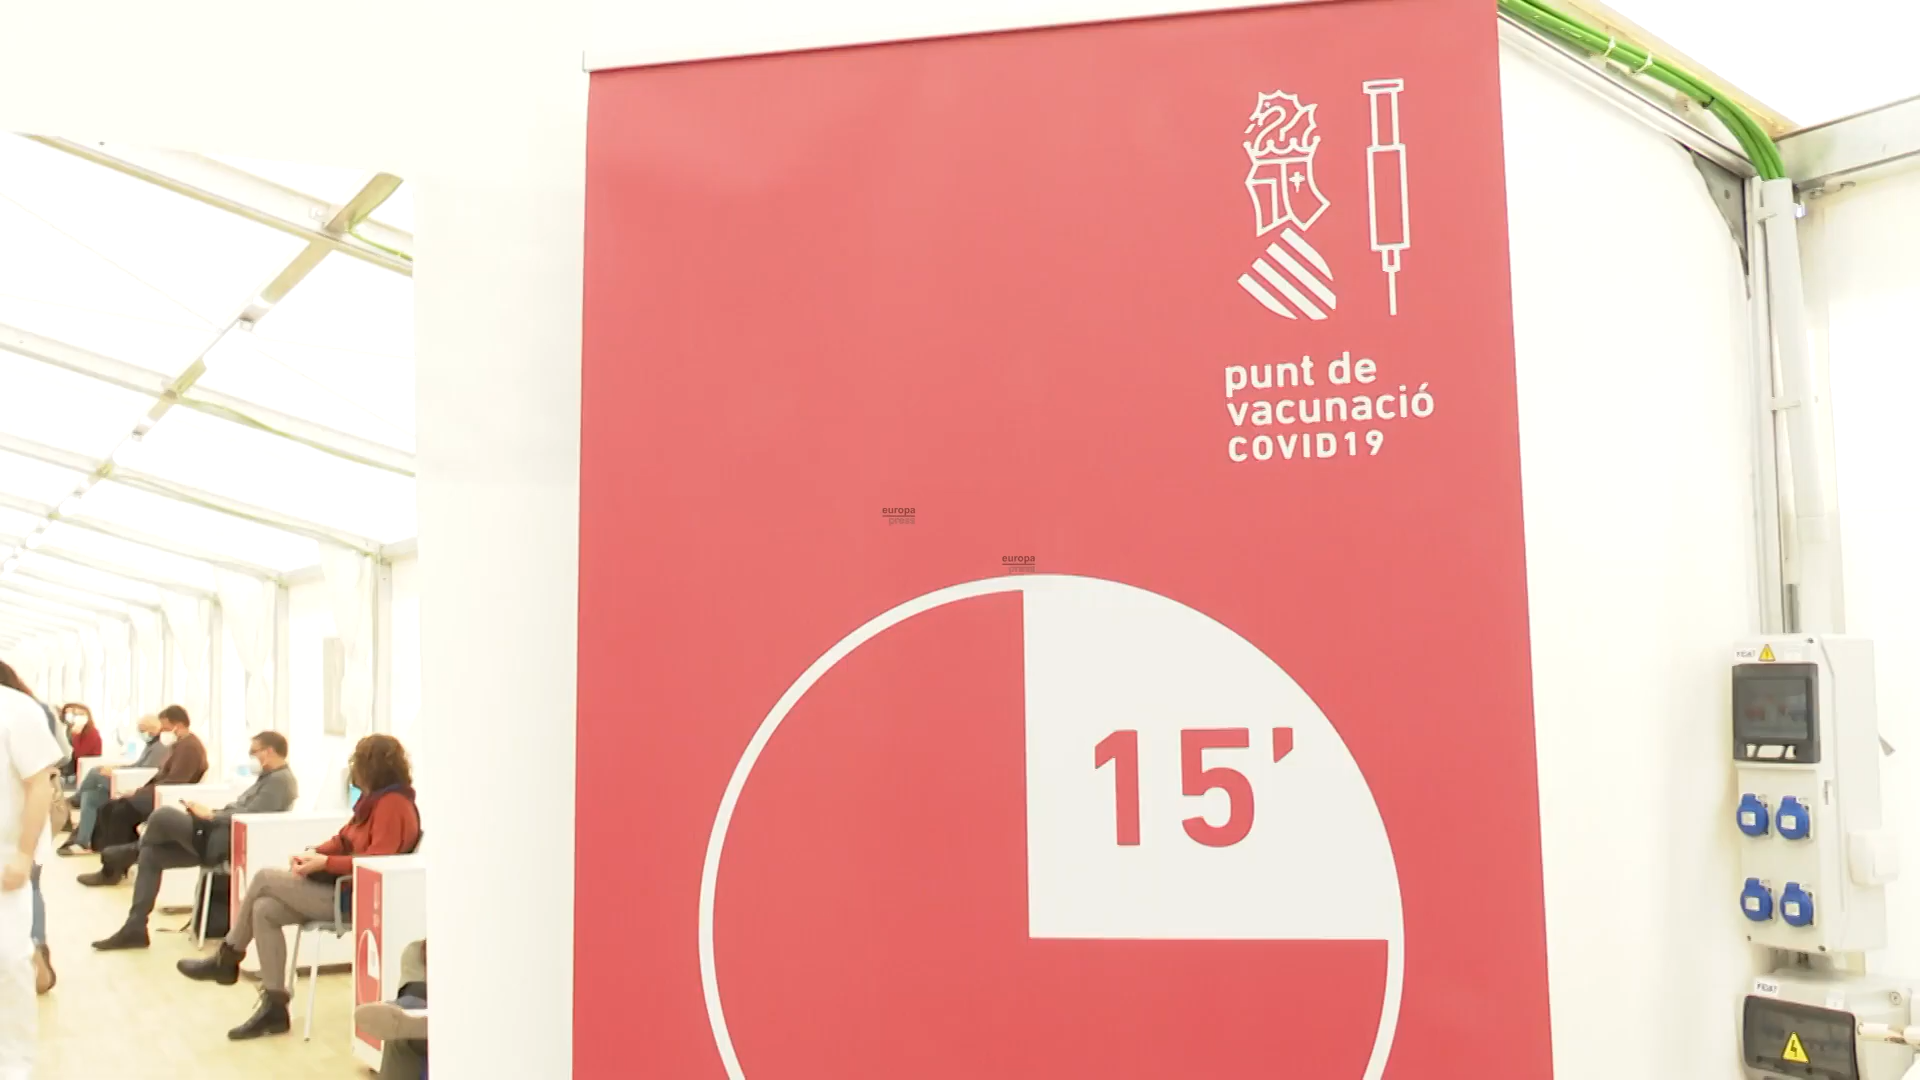 punt de
vacunació
COVID19
europa
press
europa
press
15'